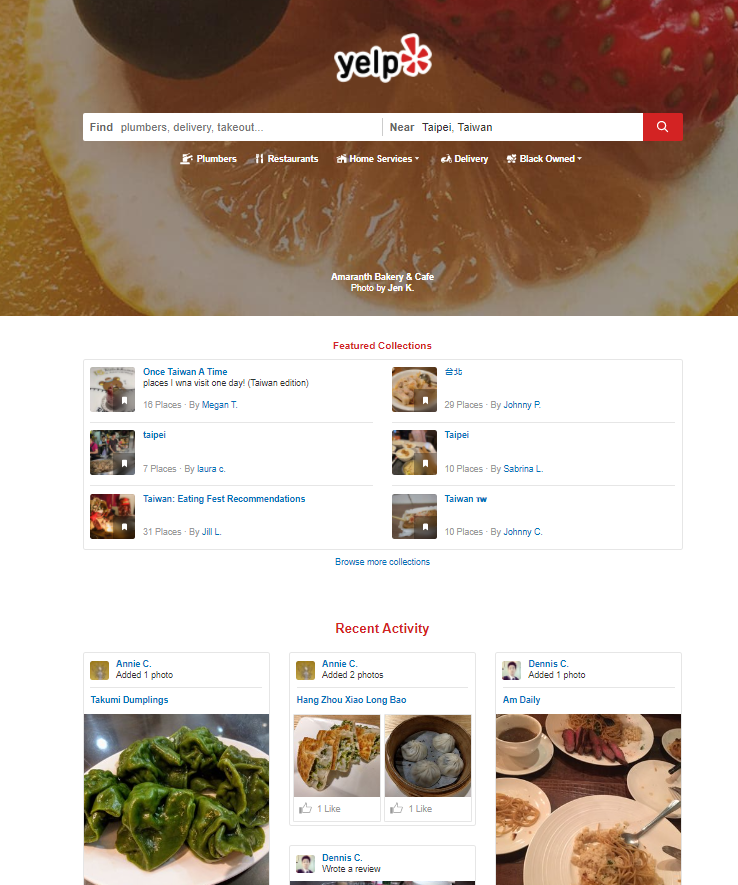 yelp
Find plumbers, delivery, takeout...
Near Taipei, Taiwan
Plumbers Restaurants Home Services Delivery Black Owned
Amaranth Bakery & Cafe
Photo by Jen K.
Featured Collections
Once Taiwan A Time
places I wna visit one day! (Taiwan edition)
16 Places · By Megan T.
台北
29 Places · By Johnny P.
taipei
7 Places · By laura c.
Taipei
10 Places · By Sabrina L.
Taiwan: Eating Fest Recommendations
31 Places · By Jill L.
Taiwan 🇹🇼
10 Places · By Johnny C.
Browse more collections
Recent Activity
Annie C.
Added 1 photo
Takumi Dumplings
Annie C.
Added 2 photos
Hang Zhou Xiao Long Bao
1 Like
1 Like
Dennis C.
Wrote a review
Dennis C.
Added 1 photo
Am Daily